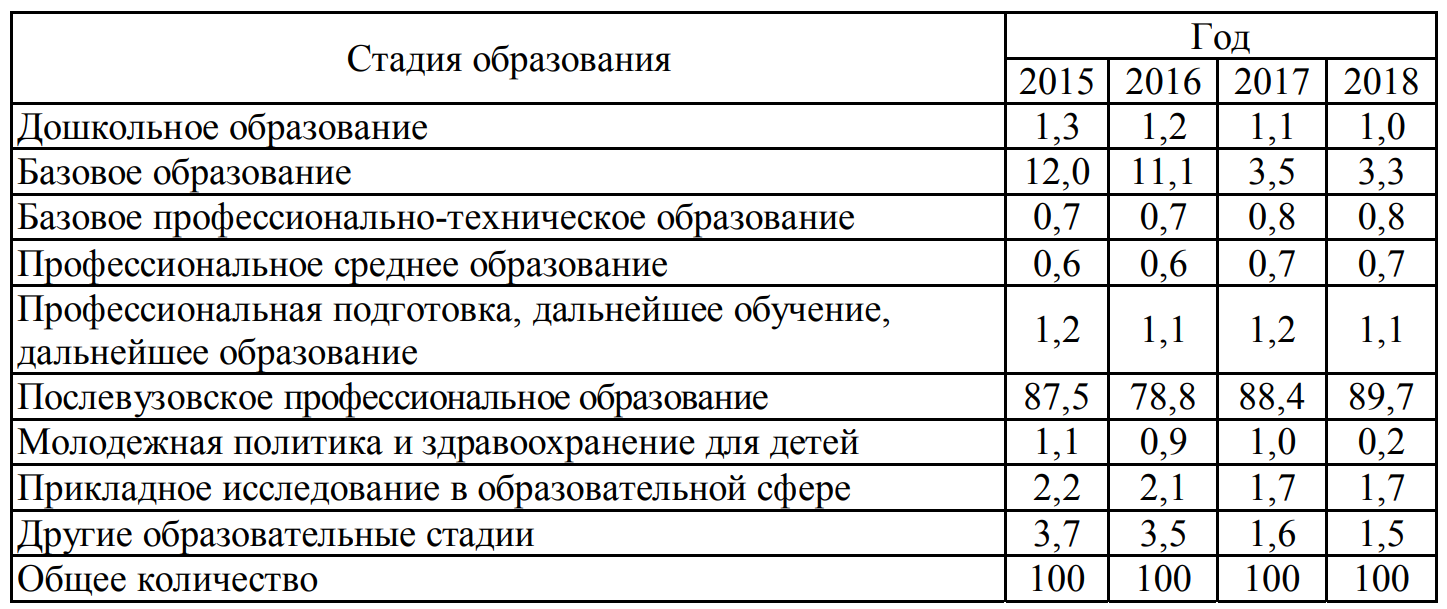 Стадия образования
Год
2015 2016 2017 2018
Дошкольное образование 1,3 1,2 1,1 1,0
Базовое образование 12,0 11,1 3,5 3,3
Базовое профессионально-техническое образование 0,7 0,7 0,8 0,8
Профессиональное среднее образование 0,6 0,6 0,7 0,7
Профессиональная подготовка, дальнейшее обучение,
дальнейшее образование 1,2 1,1 1,2 1,1
Послевузовское профессиональное образование 87,5 78,8 88,4 89,7
Молодежная политика и здравоохранение для детей 1,1 0,9 1,0 0,2
Прикладное исследование в образовательной сфере 2,2 2,1 1,7 1,7
Другие образовательные стадии 3,7 3,5 1,6 1,5
Общее количество 100 100 100 100